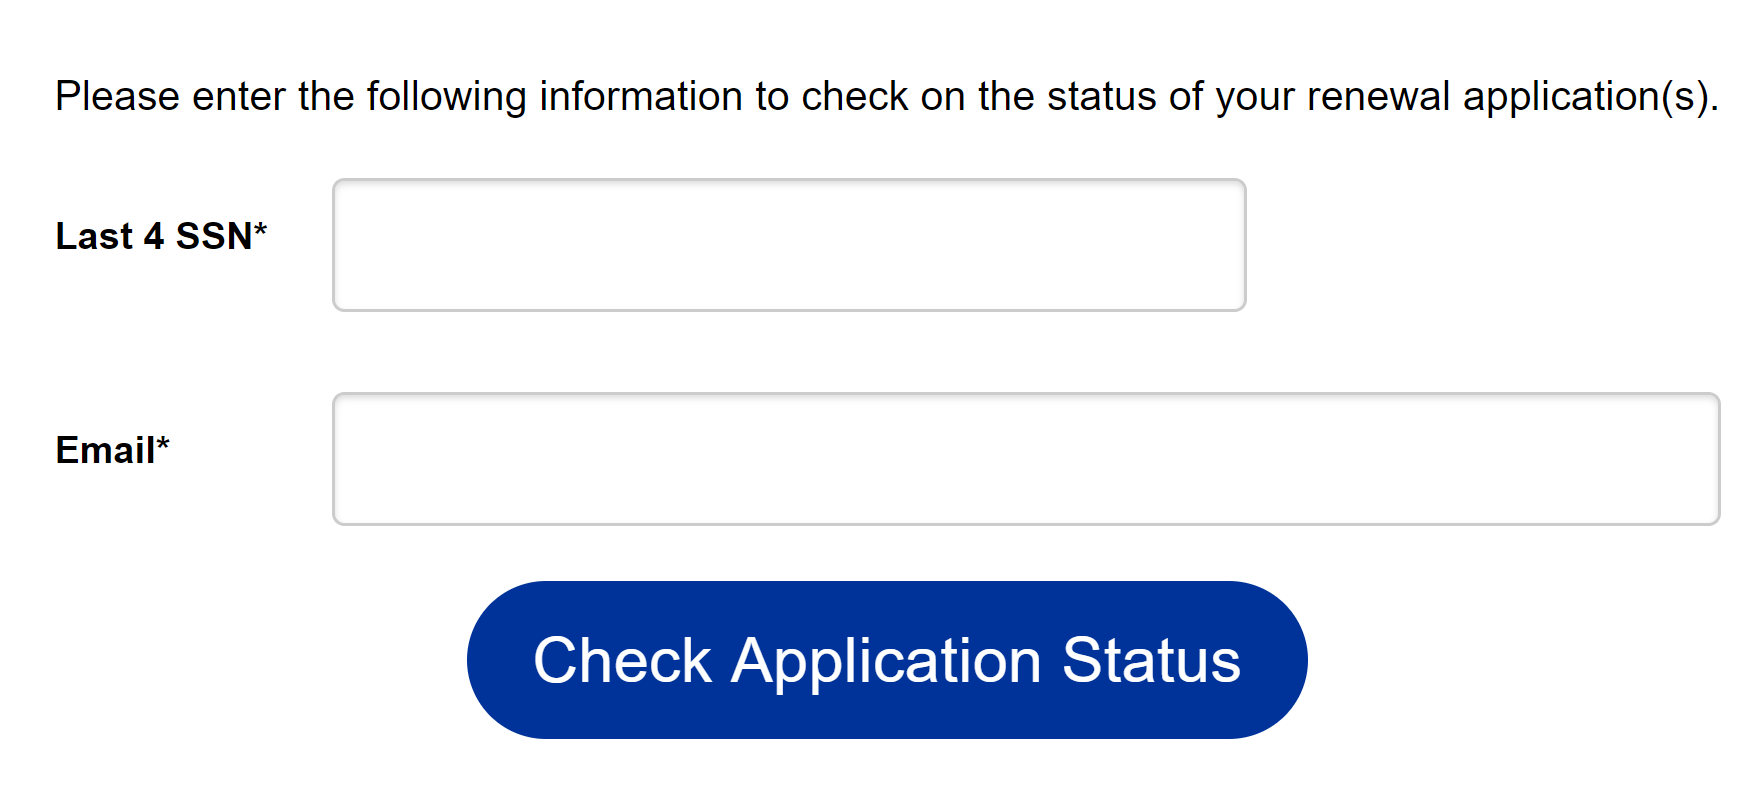 Please enter the following information to check on the status of your renewal application(s).
Last 4 SSN*
Email*
Check Application Status